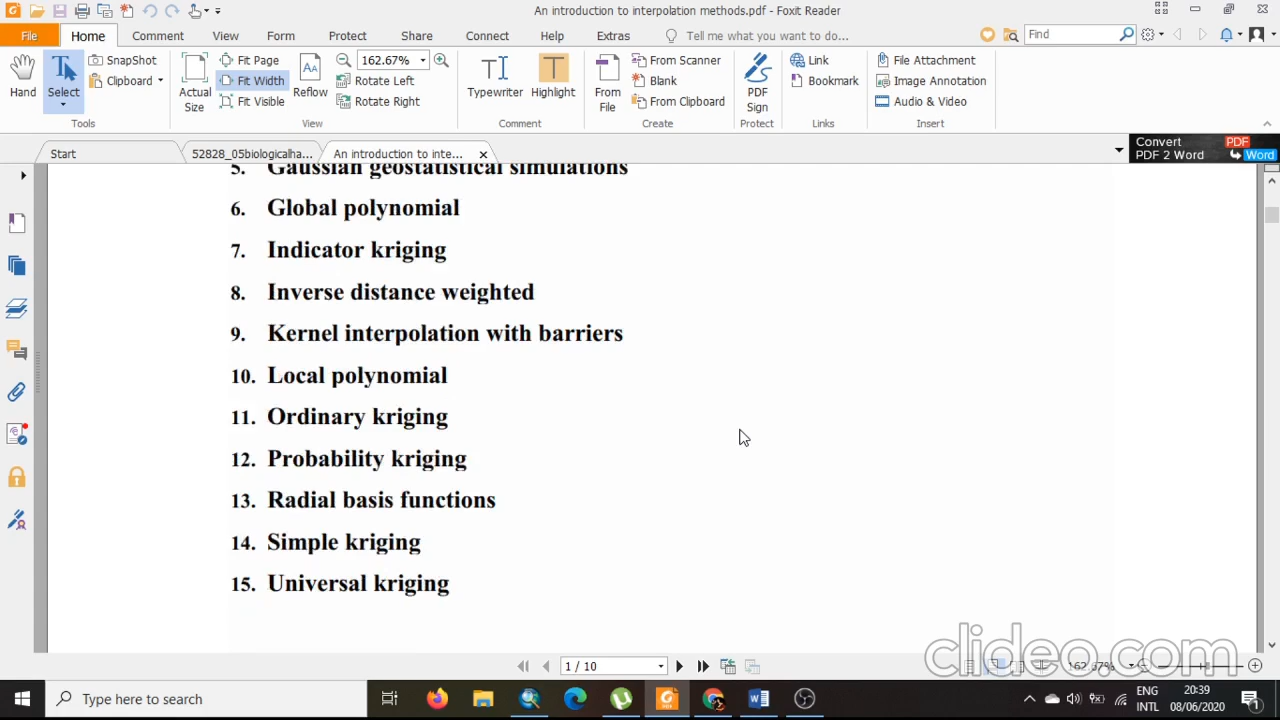 An introduction to interpolation methods.pdf - Foxit Reader
File Home Comment View Form Protect Share Connect Help Extras Tell me what you want to do... Find
Hand
Select
SnapShot
Clipboard
Tools
Actual Size
Fit Page
Fit Width
Fit Visible
Reflow
162.67%
Rotate Left
Rotate Right
View
Typewriter
Highlight
Comment
From File
From Scanner
Blank
From Clipboard
Create
PDF Sign
Protect
Link
Bookmark
Links
File Attachment
Image Annotation
Audio & Video
Insert
Start 52828_05biologicalha... An introduction to inte...
Convert PDF
PDF 2 Word Word
5. Gaussian geostatistical simulations
6. Global polynomial
7. Indicator kriging
8. Inverse distance weighted
9. Kernel interpolation with barriers
10. Local polynomial
11. Ordinary kriging
12. Probability kriging
13. Radial basis functions
14. Simple kriging
15. Universal kriging
clideo.com
1 / 10 162.67%
Type here to search
ENG 20:39
INTL 08/06/2020